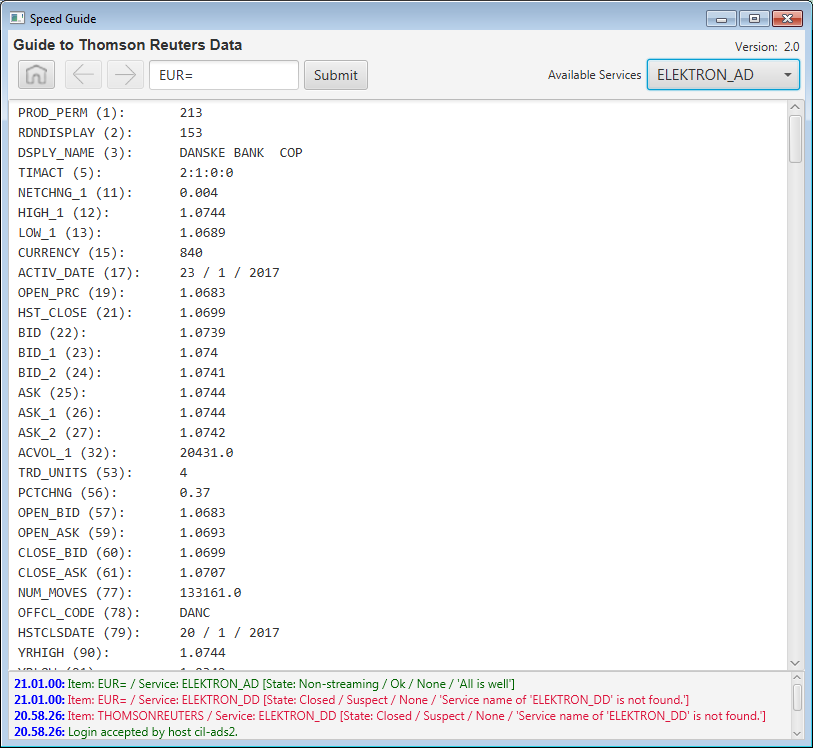 Speed Guide
Guide to Thomson Reuters Data
Version: 2.0
EUR= Submit Available Services ELEKTRON_AD
PROD_PERM (1): 213
RDNDISPLAY (2): 153
DSPLY_NAME (3): DANSKE BANK  COP
TIMACT (5): 2:1:0:0
NETCHNG_1 (11): 0.004
HIGH_1 (12): 1.0744
LOW_1 (13): 1.0689
CURRENCY (15): 840
ACTIV_DATE (17): 23 / 1 / 2017
OPEN_PRC (19): 1.0683
HST_CLOSE (21): 1.0699
BID (22): 1.0739
BID_1 (23): 1.074
BID_2 (24): 1.0741
ASK (25): 1.0744
ASK_1 (26): 1.0744
ASK_2 (27): 1.0742
ACVOL_1 (32): 20431.0
TRD_UNITS (53): 4
PCTCHNG (56): 0.37
OPEN_BID (57): 1.0683
OPEN_ASK (59): 1.0693
CLOSE_BID (60): 1.0699
CLOSE_ASK (61): 1.0707
NUM_MOVES (77): 133161.0
OFFCL_CODE (78): DANC
HSTCLSDATE (79): 20 / 1 / 2017
YRHIGH (90): 1.0744
21.01.00: Item: EUR= / Service: ELEKTRON_AD [State: Non-streaming / Ok / None / 'All is well']
21.01.00: Item: EUR= / Service: ELEKTRON_DD [State: Closed / Suspect / None / 'Service name of 'ELEKTRON_DD' is not found.']
20.58.26: Item: THOMSONREUTERS / Service: ELEKTRON_DD [State: Closed / Suspect / None / 'Service name of 'ELEKTRON_DD' is not found.']
20.58.26: Login accepted by host cil-ads2.